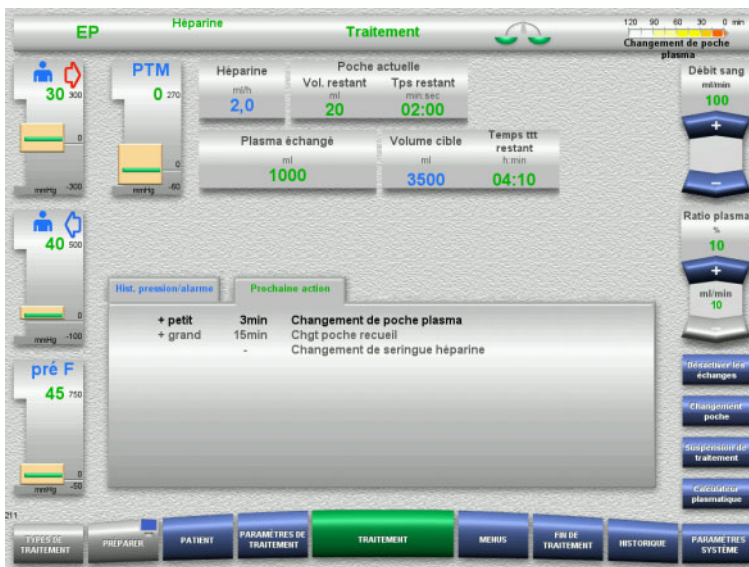 EP
Héparine
Traitement
120 90 60 30 0 min
Changement de poche
plasma
30 300
0
mmHg -300
PTM
0 270
0
mmHg -60
Héparine
ml/h
2,0
Poche actuelle
Vol. restant Tps restant
ml min:sec
20 02:00
Plasma échangé
ml
1000
Volume cible Temps ttt
restant
ml h:min
3500 04:10
Débit sang
ml/min
100
+
–
40 500
0
mmHg -100
Ratio plasma
%
10
+
ml/min
10
–
Hist. pression/alarme Prochaine action
+ petit 3min Changement de poche plasma
+ grand 15min Chgt poche recueil
- Changement de seringue héparine
pré F
45 750
0
mmHg -50
Désactiver les
échanges
Changement
poche
Suspension de
traitement
Calculateur
plasmatique
211
TYPES DE
TRAITEMENT
PRÉPARER
PATIENT
PARAMÈTRES DE
TRAITEMENT
TRAITEMENT
MENUS
FIN DE
TRAITEMENT
HISTORIQUE
PARAMÈTRES
SYSTÈME